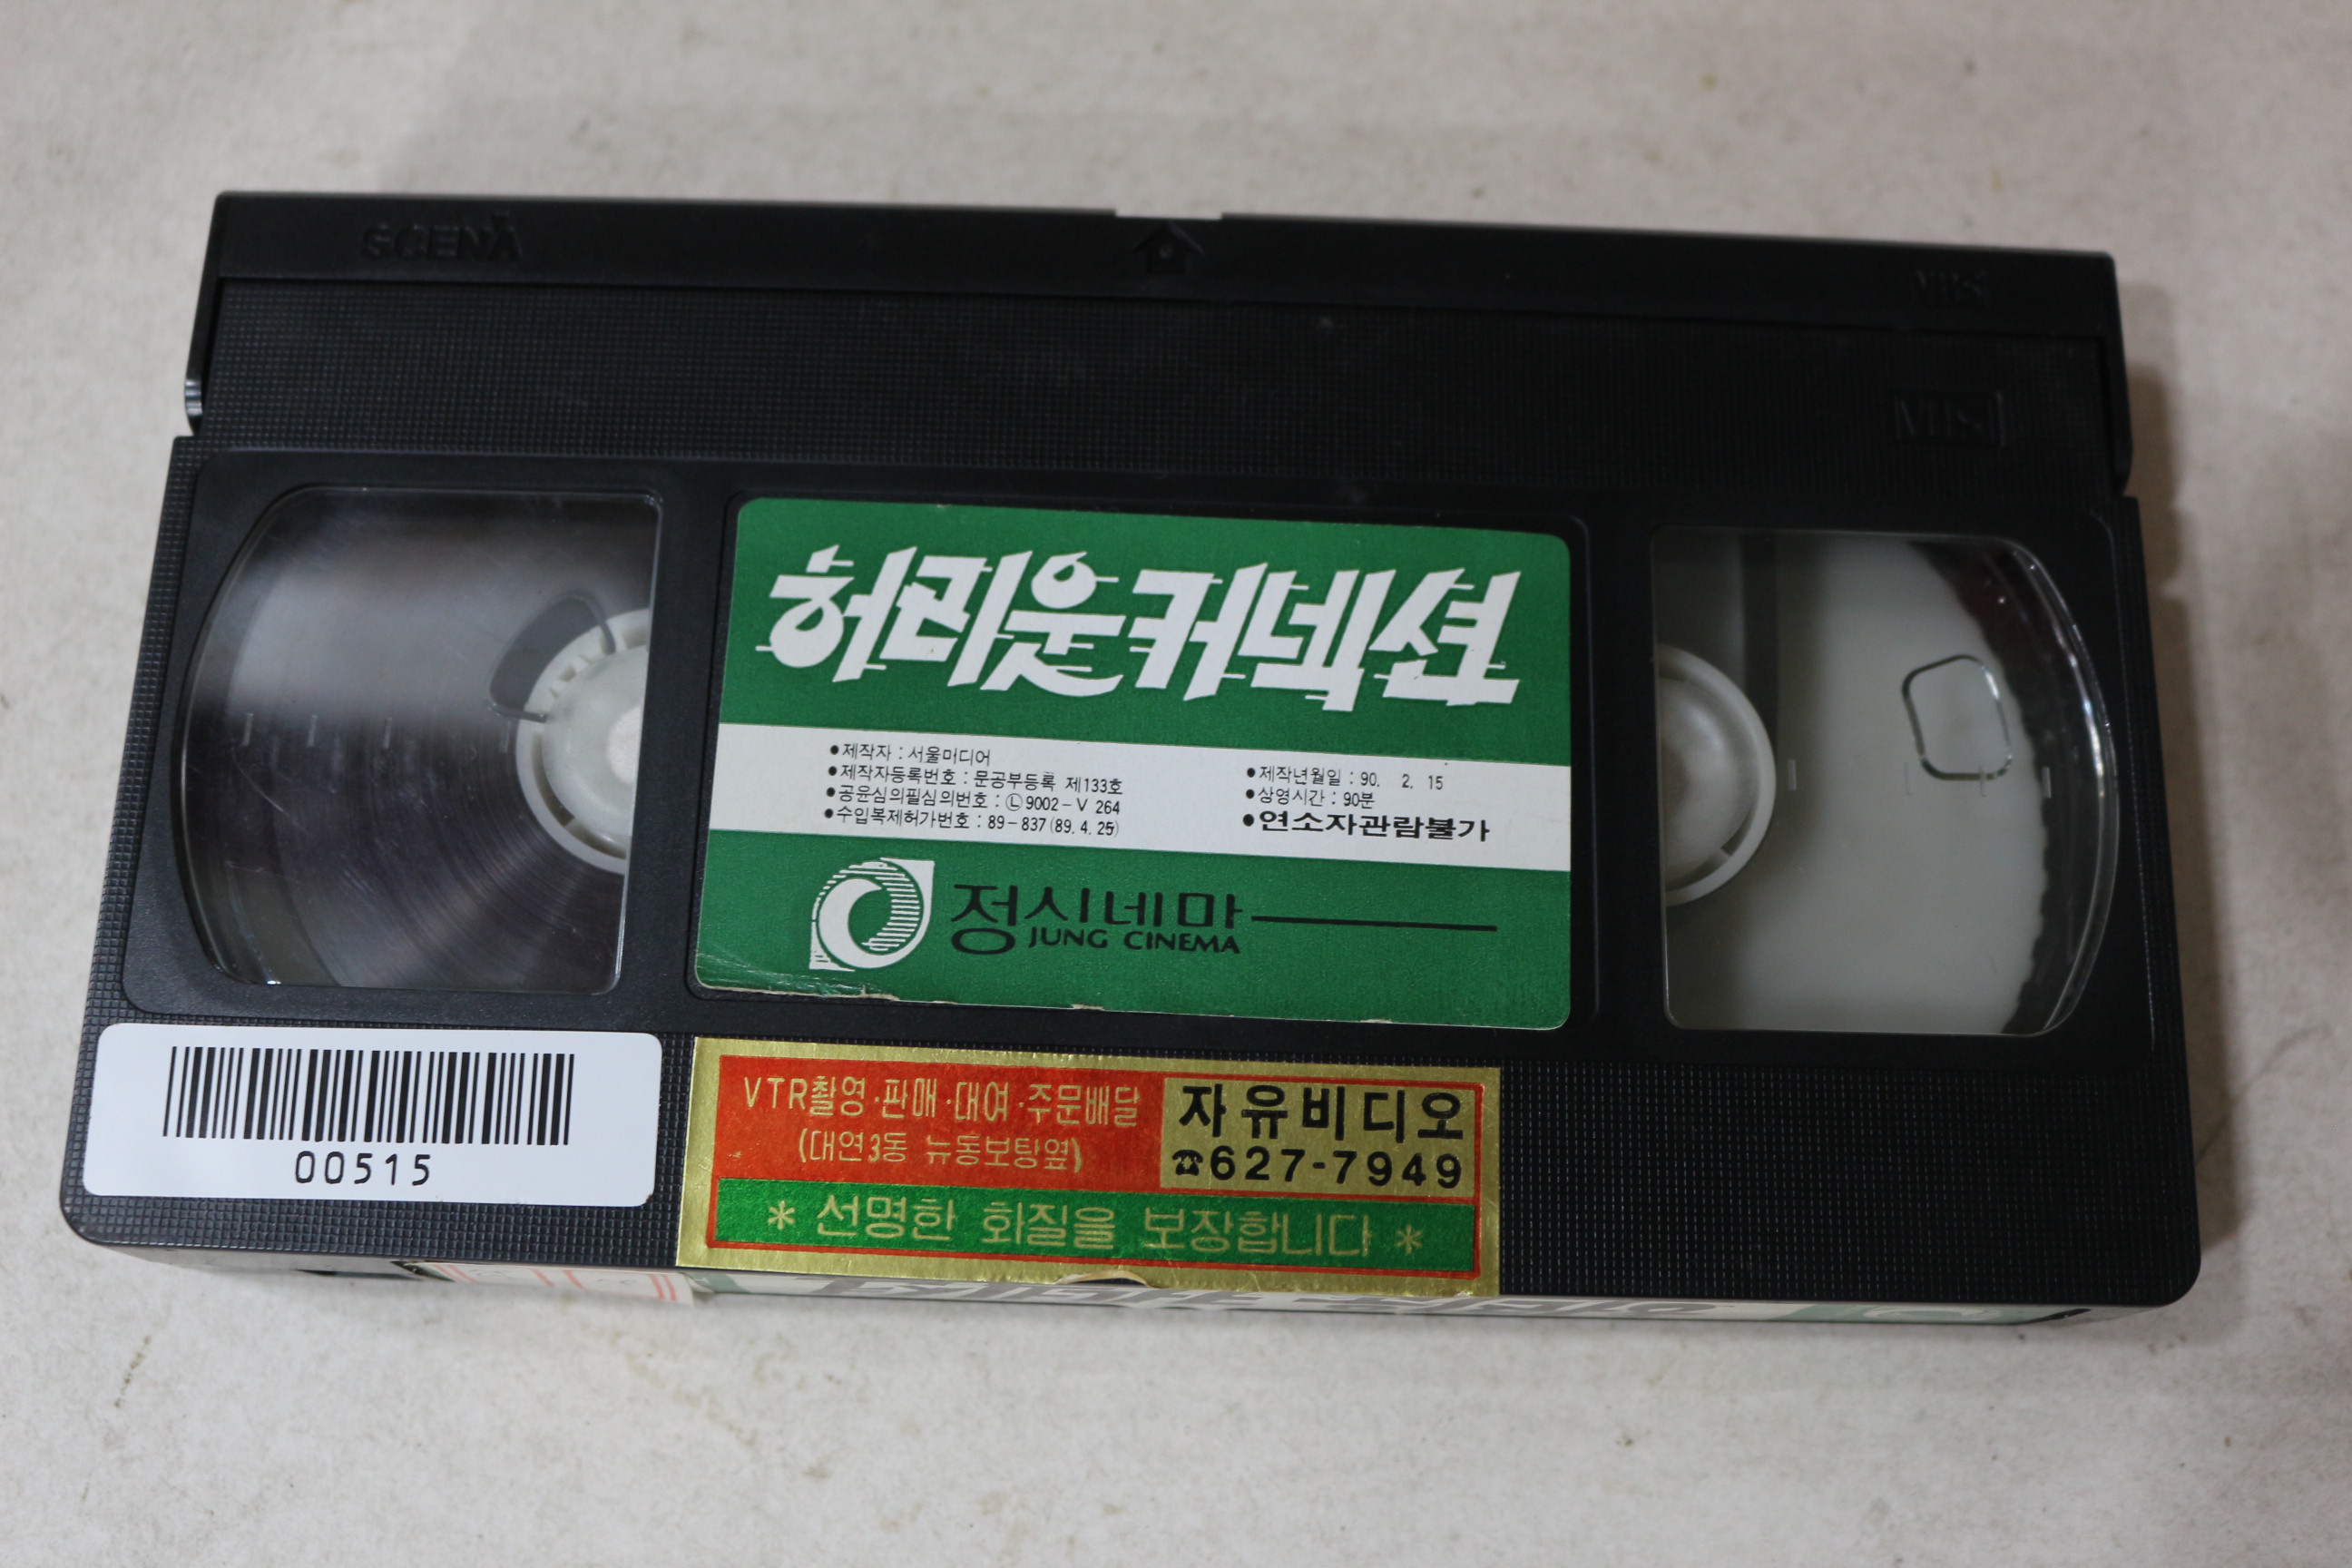 SCENA
VHS
VHS
허리웃 커넥션
●제작자 : 서울미디어
●제작자등록번호 : 문공부등록 제133호
●공윤심의필심의번호 : Ⓛ9002-V 264
●수입복제허가번호 : 89-837(89. 4. 25)
●제작년월일 : 90. 2. 15
●상영시간 : 90분
●연소자관람불가
정시네마
JUNG CINEMA
00515
VTR촬영·판매·대여·주문배달
(대연3동 뉴동보탕옆)
자유비디오
☎627-7949
* 선명한 화질을 보장합니다 *